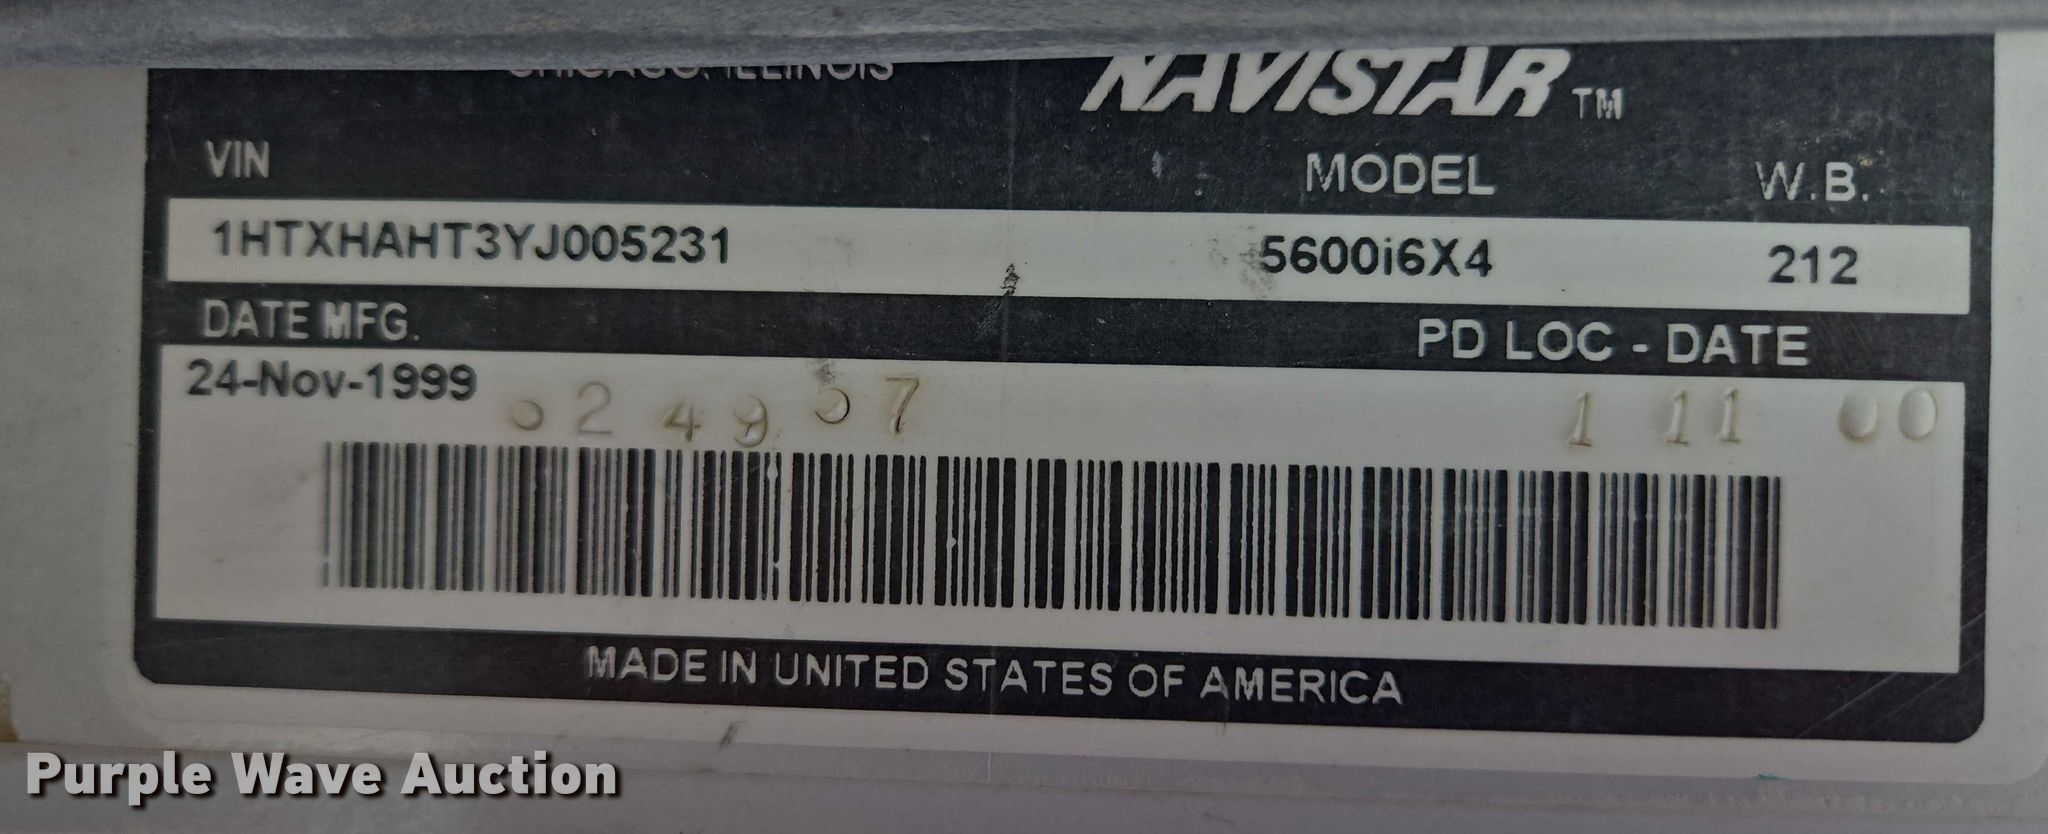 CHICAGO, ILLINOIS NAVISTAR TM
VIN MODEL W.B.
1HTXHAHT3YJ005231 5600i6X4 212
DATE MFG. PD LOC - DATE
24-Nov-1999
1 11 00
MADE IN UNITED STATES OF AMERICA
Purple Wave Auction